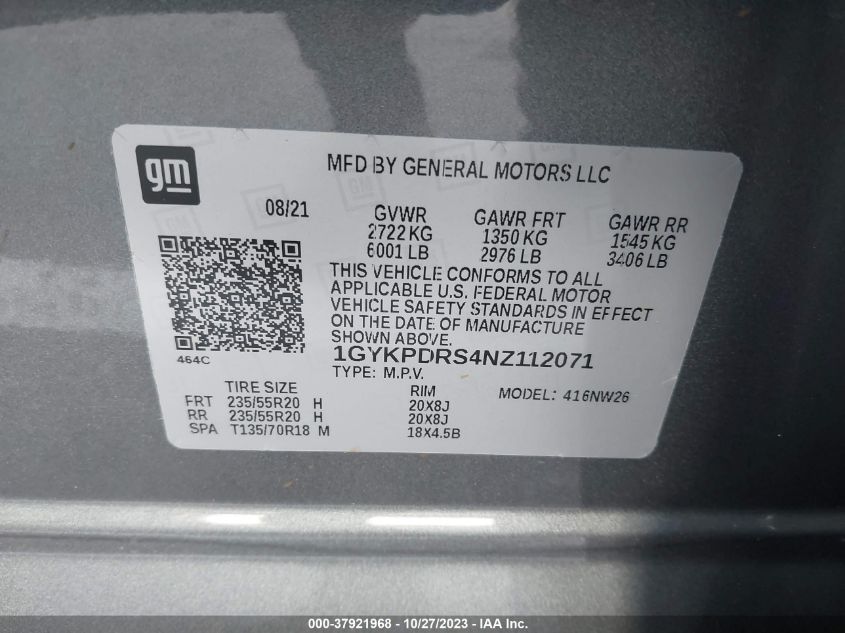 gm
MFD BY GENERAL MOTORS LLC
08/21
GVWR GAWR FRT GAWR RR
2722 KG 1350 KG 1545 KG
6001 LB 2976 LB 3406 LB
THIS VEHICLE CONFORMS TO ALL
APPLICABLE U.S. FEDERAL MOTOR
VEHICLE SAFETY STANDARDS IN EFFECT
ON THE DATE OF MANUFACTURE
SHOWN ABOVE.
464C
1GYKPDRS4NZ112071
TYPE: M.P.V.
TIRE SIZE RIM MODEL: 416NW26
FRT 235/55R20 H 20X8J
RR 235/55R20 H 20X8J
SPA T135/70R18 M 18X4.5B
000-37921968 - 10/27/2023 - IAA Inc.